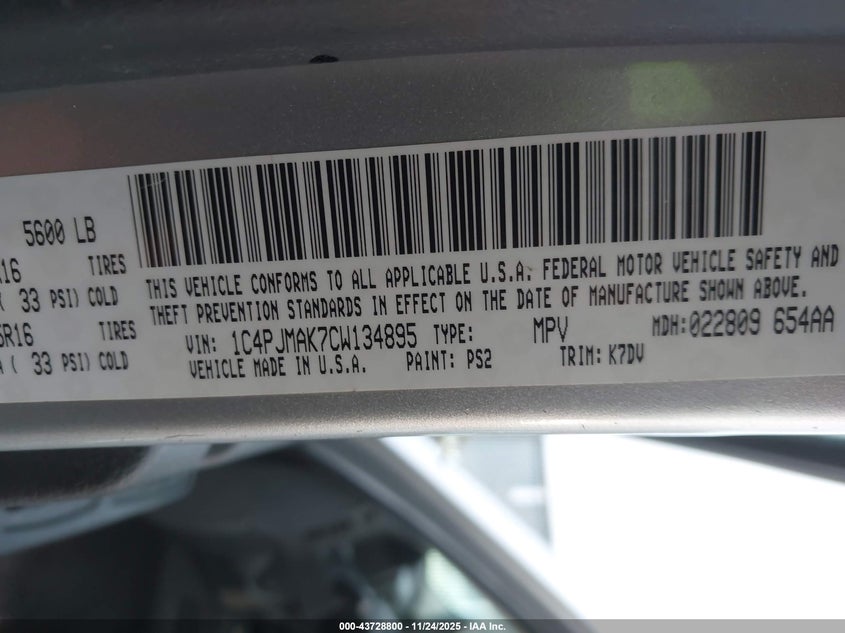 5600 LB
16 TIRES
33 PSI) COLD
R16 TIRES
( 33 PSI) COLD
THIS VEHICLE CONFORMS TO ALL APPLICABLE U.S.A. FEDERAL MOTOR VEHICLE SAFETY AND
THEFT PREVENTION STANDARDS IN EFFECT ON THE DATE OF MANUFACTURE SHOWN ABOVE.
VIN: 1C4PJMAK7CW134895 TYPE: MPV MDH:022809 654AA
VEHICLE MADE IN U.S.A. PAINT: PS2 TRIM: K7DV
000-43728800 - 11/24/2025 - IAA Inc.